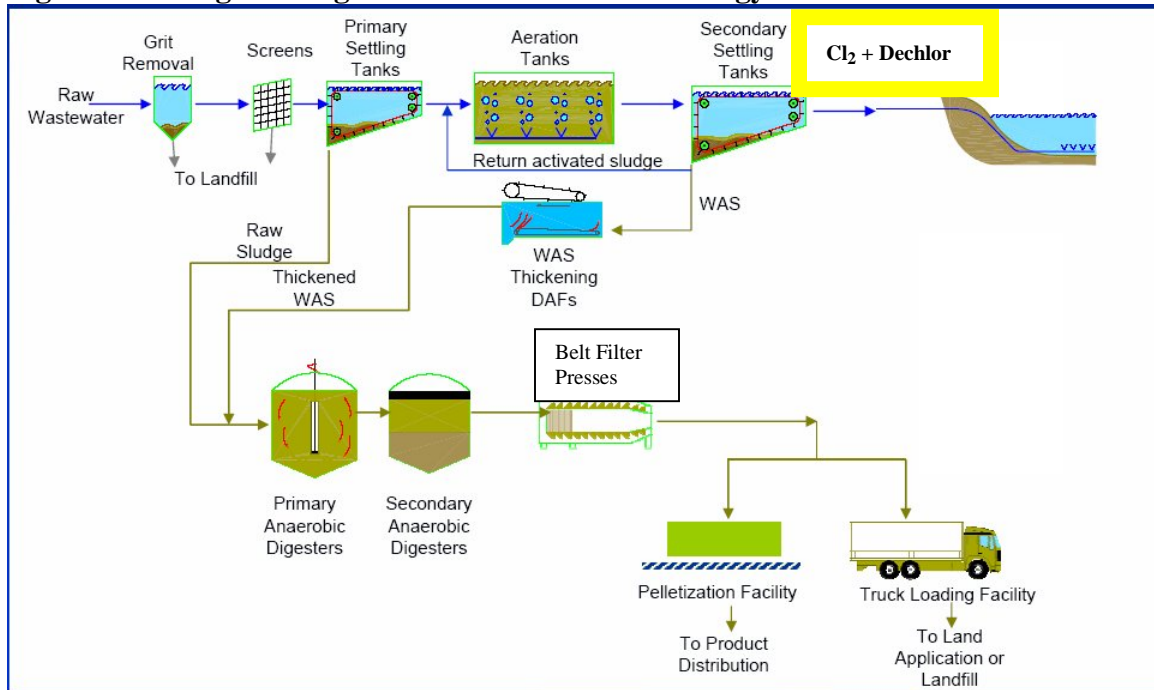 Grit
Removal
Screens
Primary
Settling
Tanks
Aeration
Tanks
Secondary
Settling
Tanks
Cl2 + Dechlor
Raw
Wastewater
To Landfill
Return activated sludge
WAS
Raw
Sludge
Thickened
WAS
WAS
Thickening
DAFs
Belt Filter
Presses
Primary
Anaerobic
Digesters
Secondary
Anaerobic
Digesters
Pelletization Facility
Truck Loading Facility
To Product
Distribution
To Land
Application or
Landfill